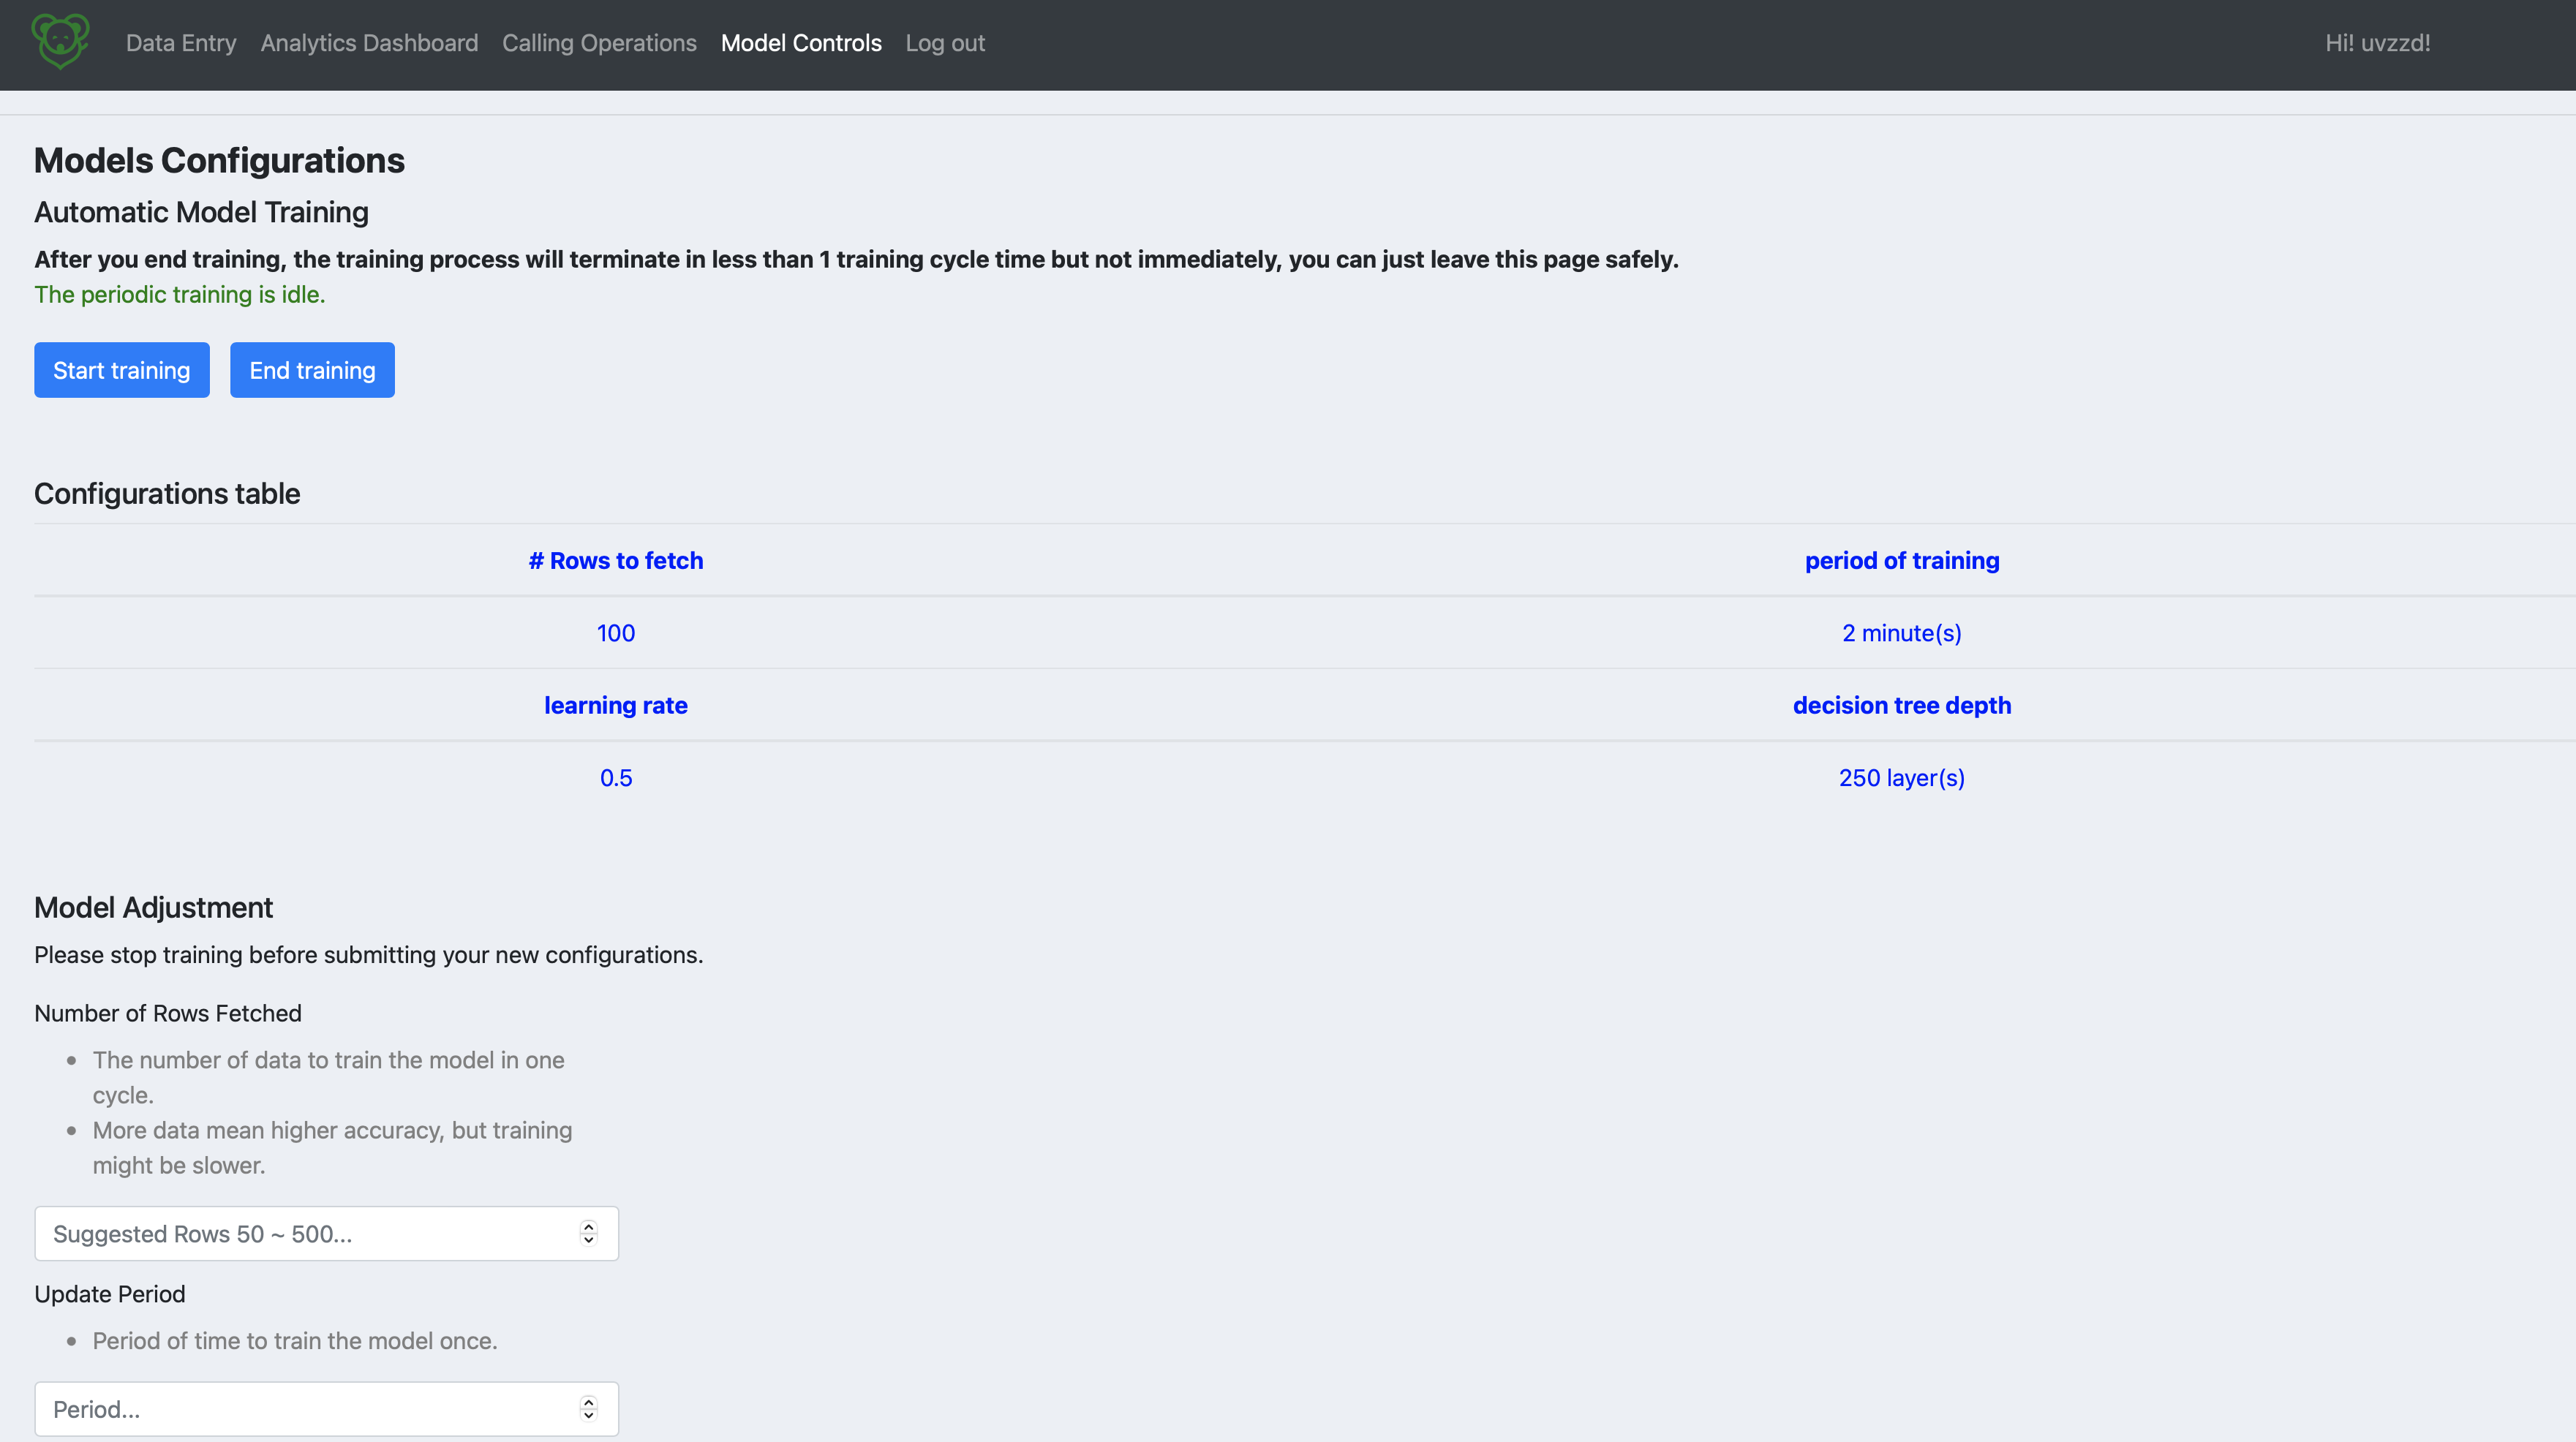 Data Entry Analytics Dashboard Calling Operations Model Controls Log out Hi! uvzzd!
Models Configurations
Automatic Model Training
After you end training, the training process will terminate in less than 1 training cycle time but not immediately, you can just leave this page safely.
The periodic training is idle.
Start training End training
Configurations table
# Rows to fetch period of training
100 2 minute(s)
learning rate decision tree depth
0.5 250 layer(s)
Model Adjustment
Please stop training before submitting your new configurations.
Number of Rows Fetched
The number of data to train the model in one
cycle.
More data mean higher accuracy, but training
might be slower.
Suggested Rows 50 ~ 500...
Update Period
Period of time to train the model once.
Period...